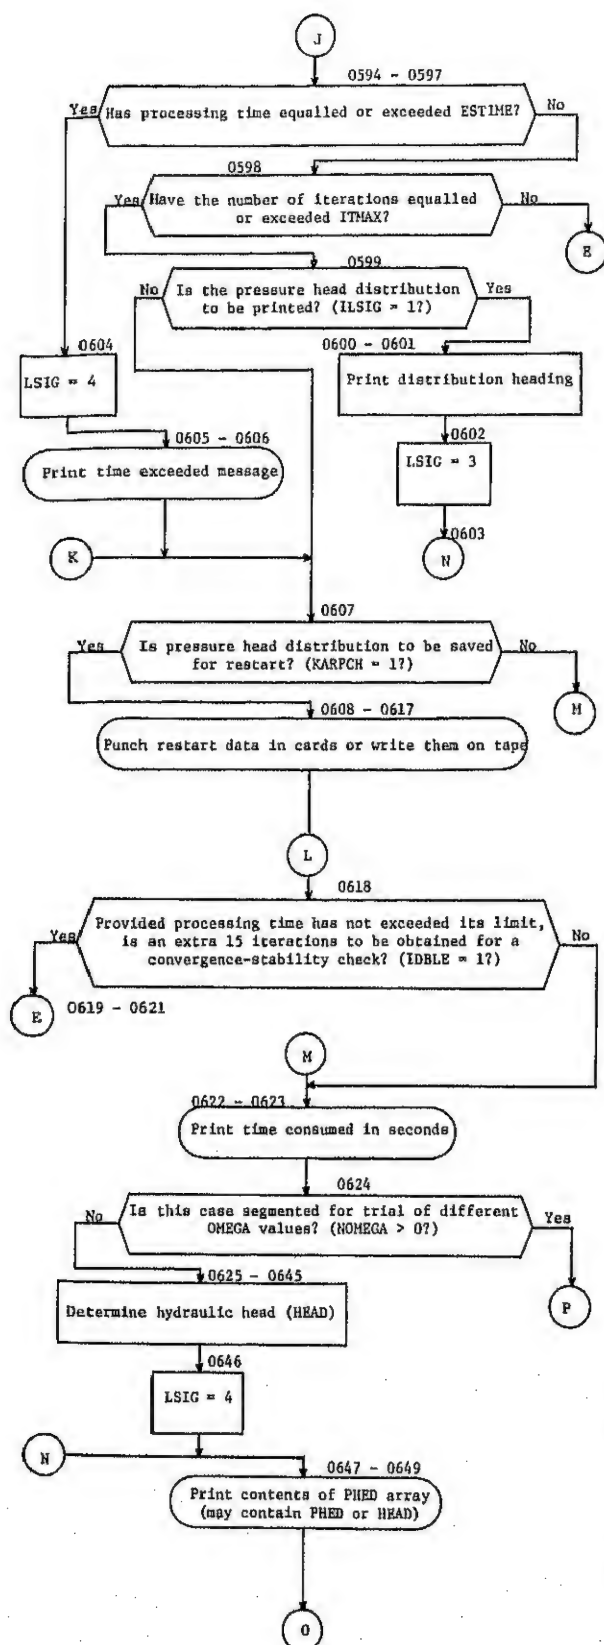 J
0594 - 0597
Yes
Has processing time equalled or exceeded ESTIME?
No
0598
Yes
Have the number of iterations equalled
or exceeded ITMAX?
No
E
0599
No
Is the pressure head distribution
to be printed? (ILSIG = 1?)
Yes
0600 - 0601
Print distribution heading
0604
LSIG = 4
0602
LSIG = 3
0605 - 0606
Print time exceeded message
0603
K
N
0607
Yes
Is pressure head distribution to be saved
for restart? (KARPCH = 1?)
No
M
0608 - 0617
Punch restart data in cards or write them on tape
L
0618
Yes
Provided processing time has not exceeded its limit,
is an extra 15 iterations to be obtained for a
convergence-stability check? (IDBLE = 1?)
No
E
0619 - 0621
M
0622 - 0623
Print time consumed in seconds
0624
No
Is this case segmented for trial of different
OMEGA values? (NOMEGA > 0?)
Yes
P
0625 - 0645
Determine hydraulic head (HEAD)
0646
LSIG = 4
N
0647 - 0649
Print contents of PHED array
(may contain PHED or HEAD)
O